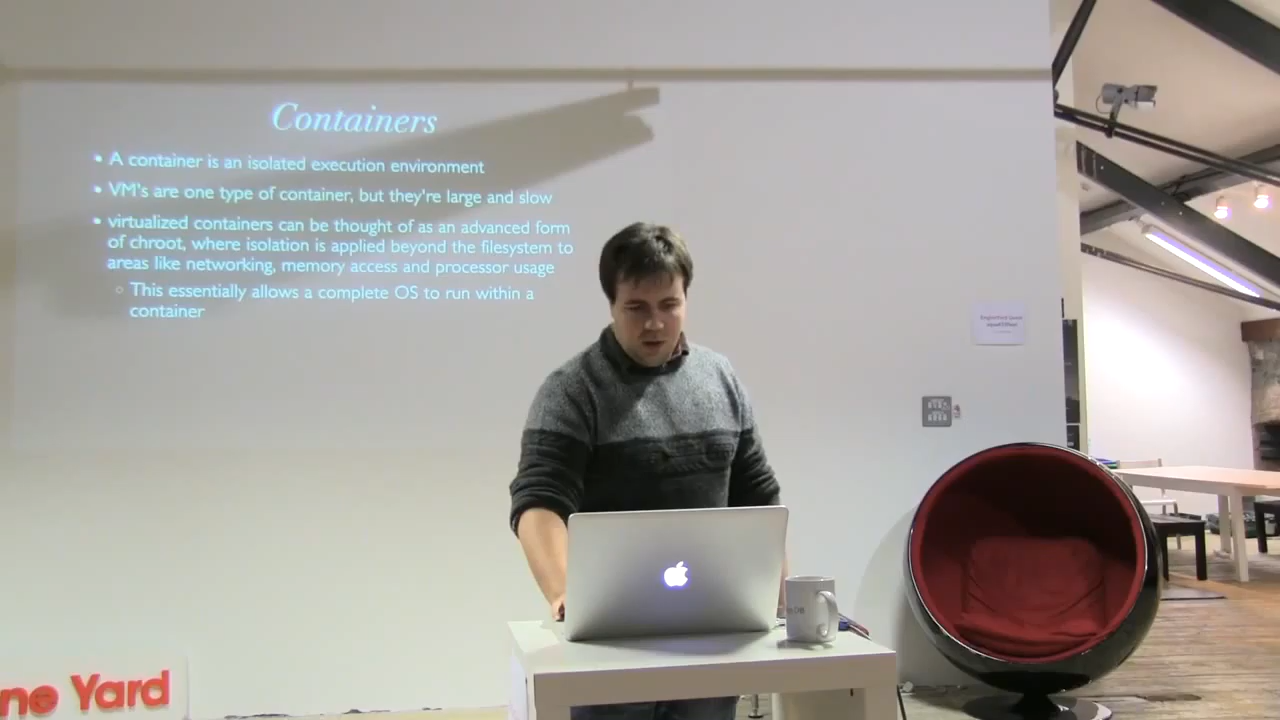 Containers
• A container is an isolated execution environment
• VM's are one type of container, but they're large and slow
• virtualized containers can be thought of as an advanced form
of chroot, where isolation is applied beyond the filesystem to
areas like networking, memory access and processor usage
○ This essentially allows a complete OS to run within a
container
ne Yard